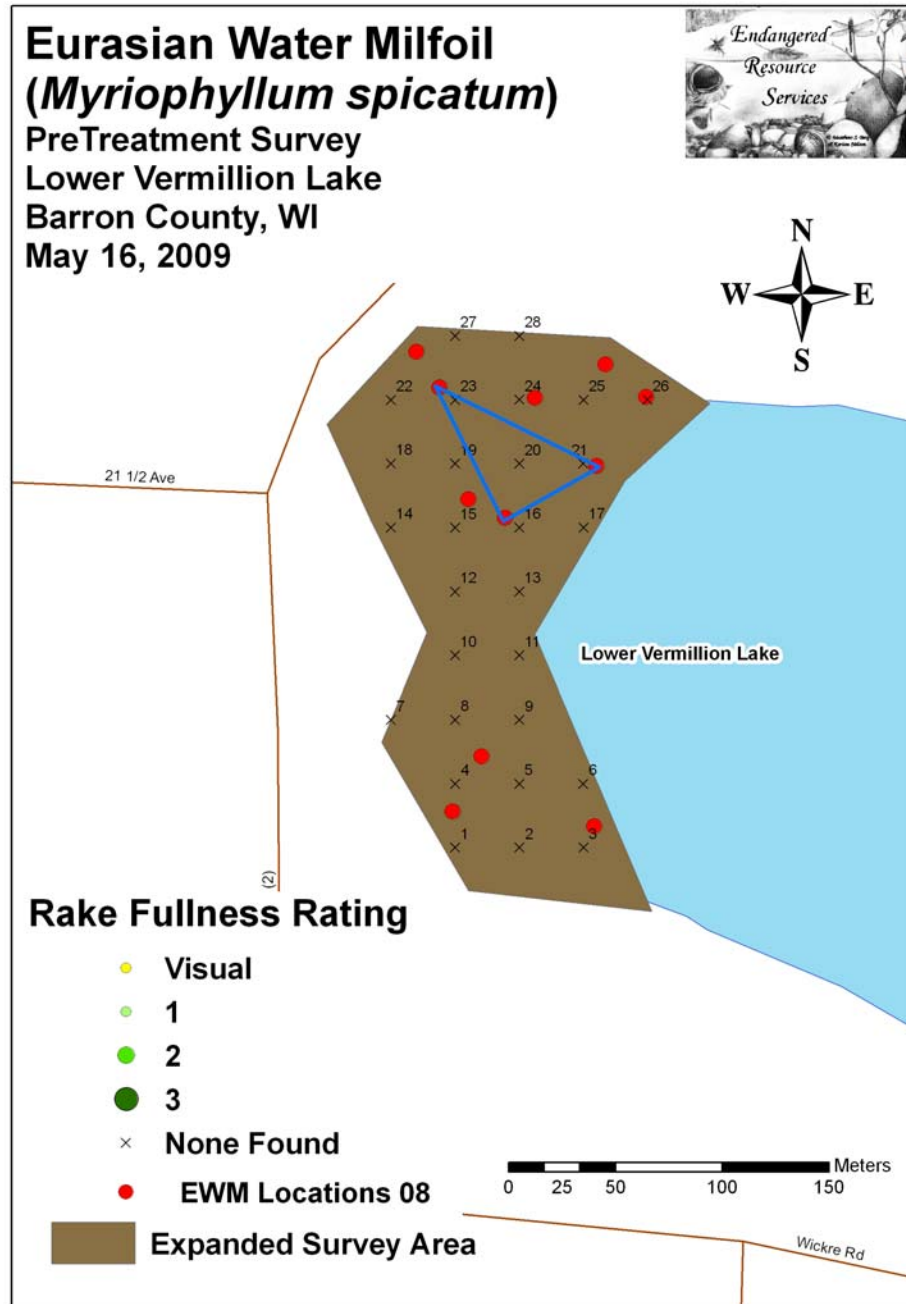 Eurasian Water Milfoil
(Myriophyllum spicatum)
PreTreatment Survey
Lower Vermillion Lake
Barron County, WI
May 16, 2009
Endangered
Resource
Services
N
W E
S
27 28
22 23 24 25 26
18 19 20 21
21 1/2 Ave
14 15 16 17
12 13
10 11
Lower Vermillion Lake
7 8 9
4 5 6
1 2 3
(2)
Rake Fullness Rating
Visual
1
2
3
None Found
EWM Locations 08
Expanded Survey Area
Meters
0 25 50 100 150
Wickre Rd